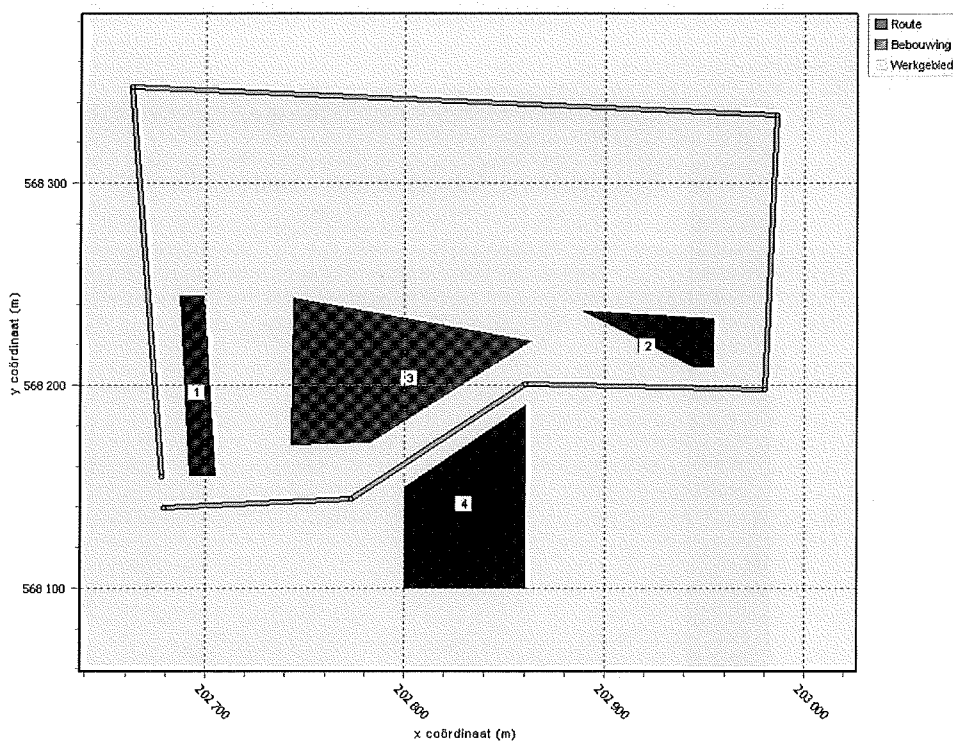 Route
Bebouwing
Werkgebied
568 300
568 200
568 100
y coördinaat (m)
1
2
3
4
202 700
202 800
202 900
203 000
x coördinaat (m)